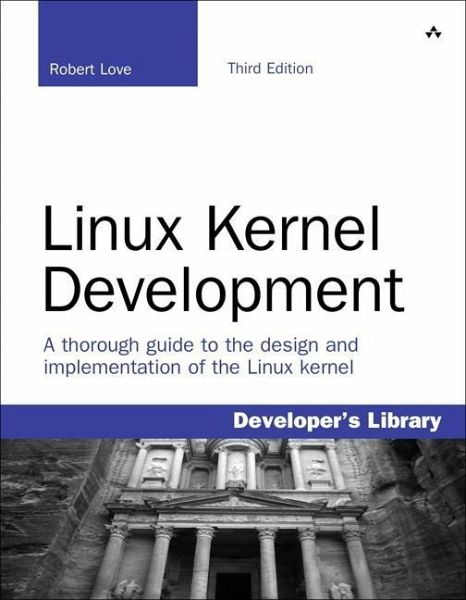 Robert Love
Third Edition
Linux Kernel
Development
A thorough guide to the design and
implementation of the Linux kernel
Developer's Library